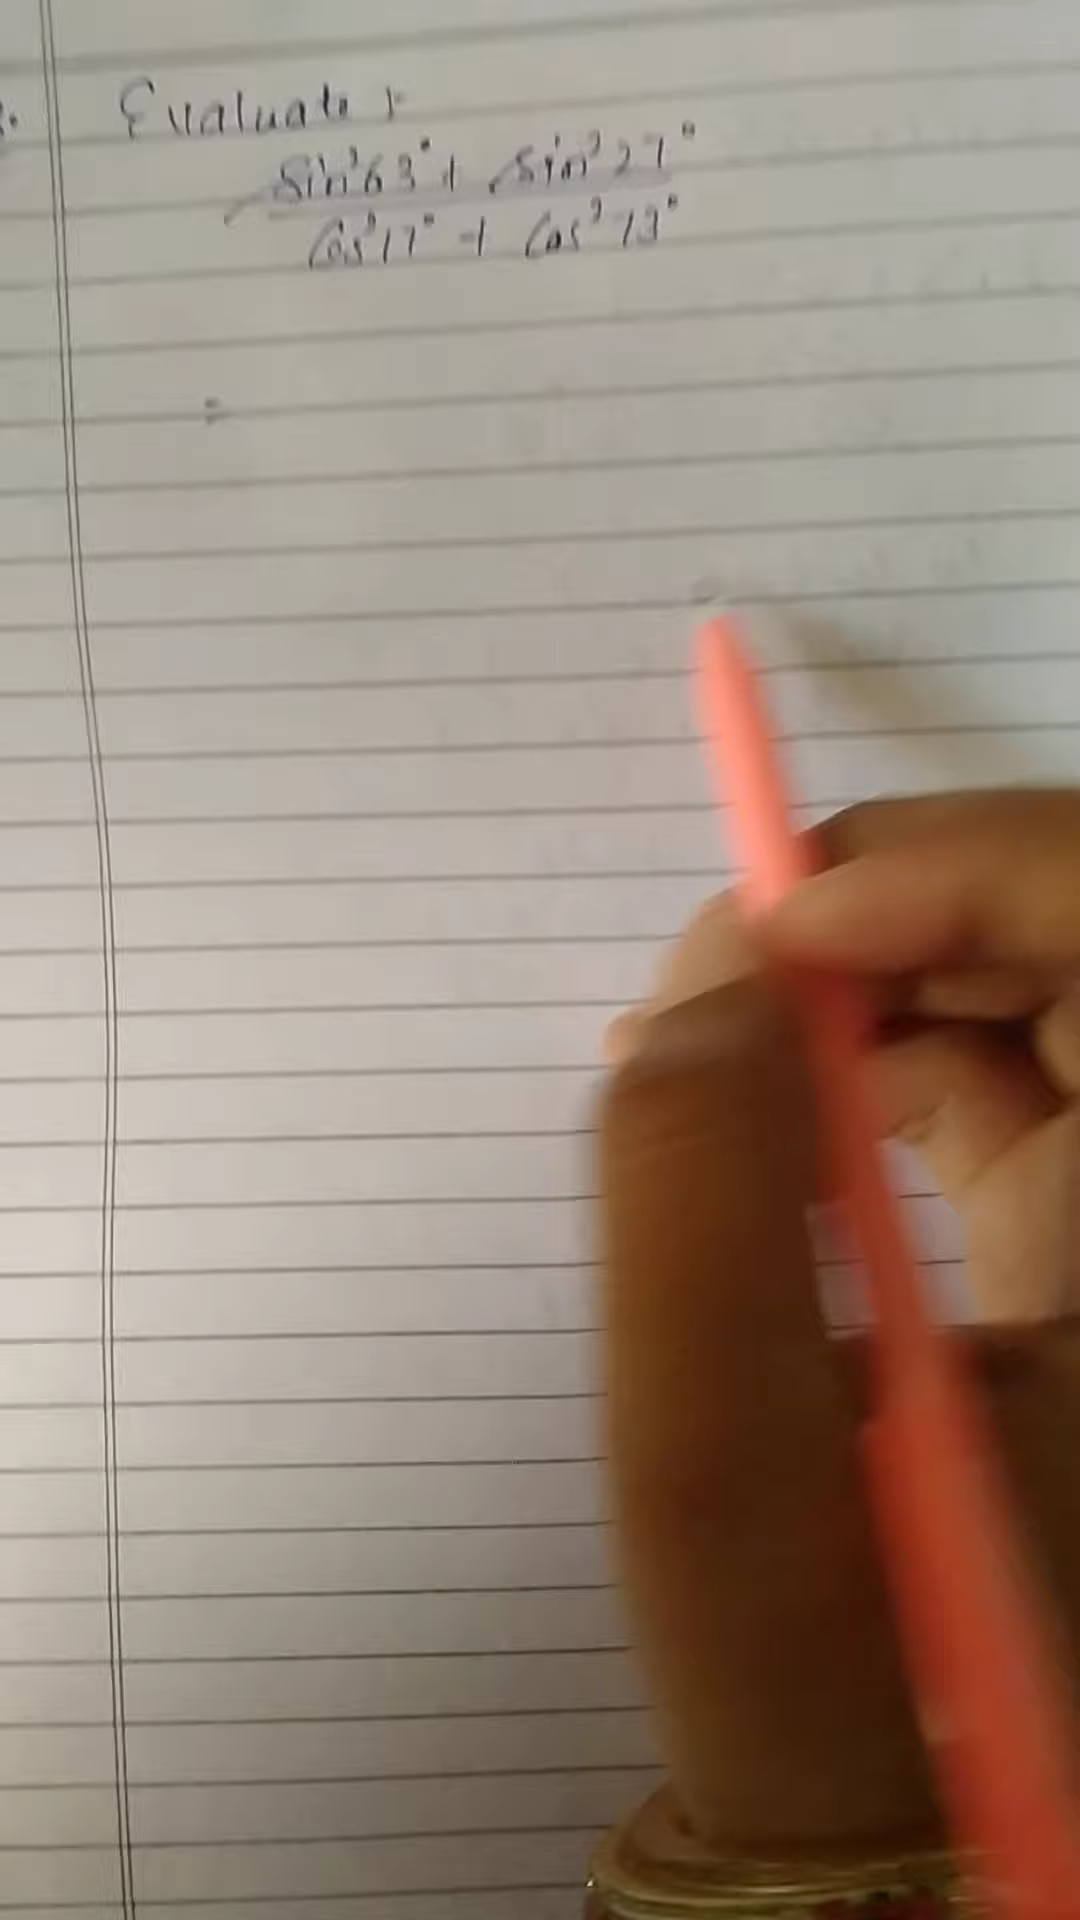 Evaluate :
sin²63° + sin²27°
cos²17° + cos²73°
=